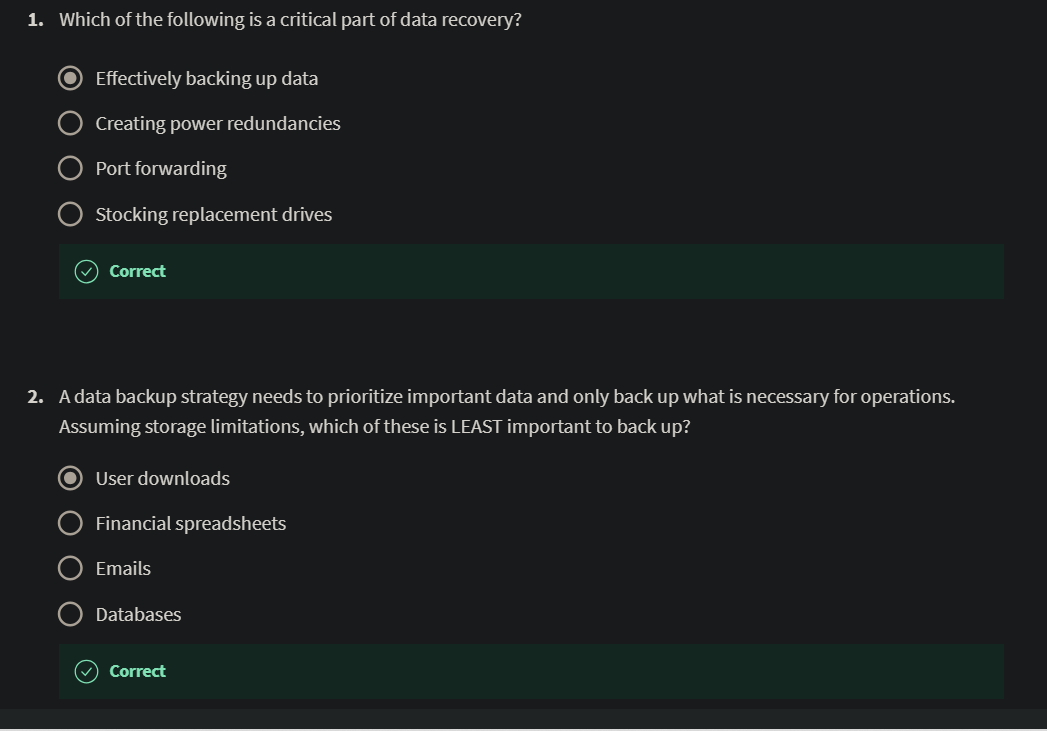 1. Which of the following is a critical part of data recovery?
Effectively backing up data
Creating power redundancies
Port forwarding
Stocking replacement drives
Correct
2. A data backup strategy needs to prioritize important data and only back up what is necessary for operations.
Assuming storage limitations, which of these is LEAST important to back up?
User downloads
Financial spreadsheets
Emails
Databases
Correct